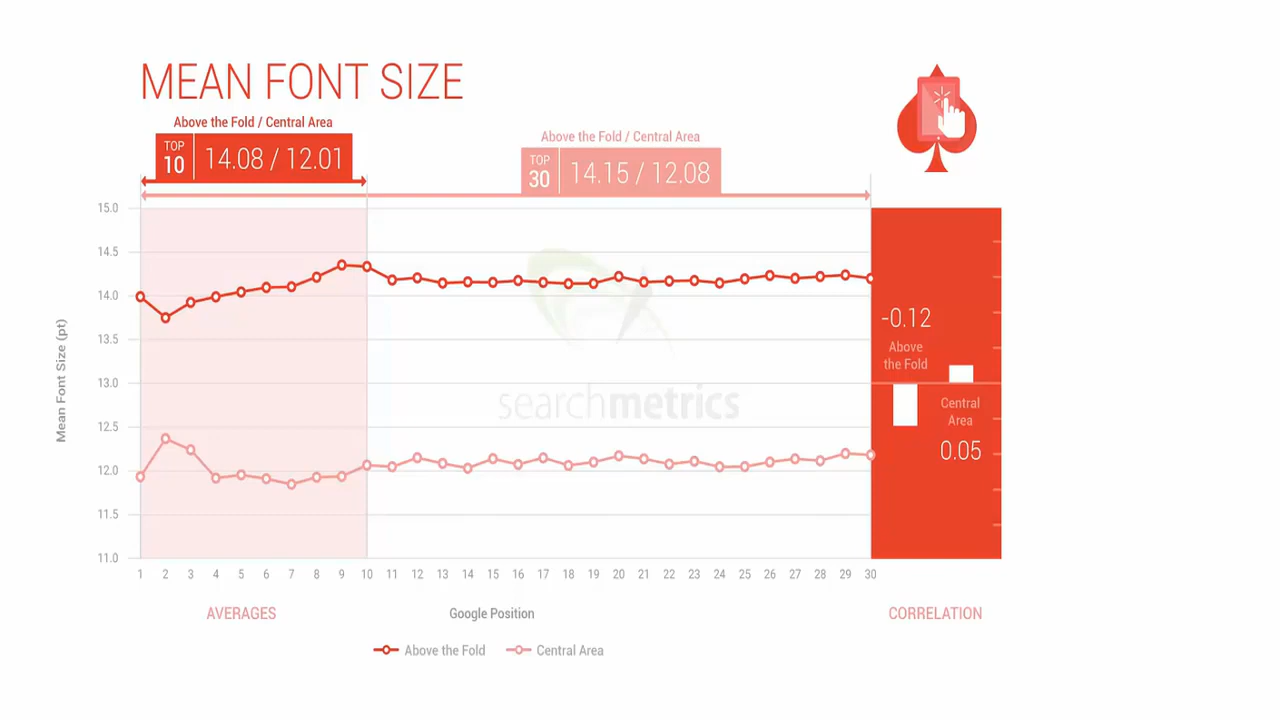 MEAN FONT SIZE
Above the Fold / Central Area
TOP 10 14.08 / 12.01
Above the Fold / Central Area
TOP 30 14.15 / 12.08
15.0
14.5
14.0
13.5
13.0
12.5
12.0
11.5
11.0
Mean Font Size (pt)
searchmetrics
-0.12
Above
the Fold
Central
Area
0.05
1 2 3 4 5 6 7 8 9 10 11 12 13 14 15 16 17 18 19 20 21 22 23 24 25 26 27 28 29 30
AVERAGES
Google Position
CORRELATION
Above the Fold
Central Area